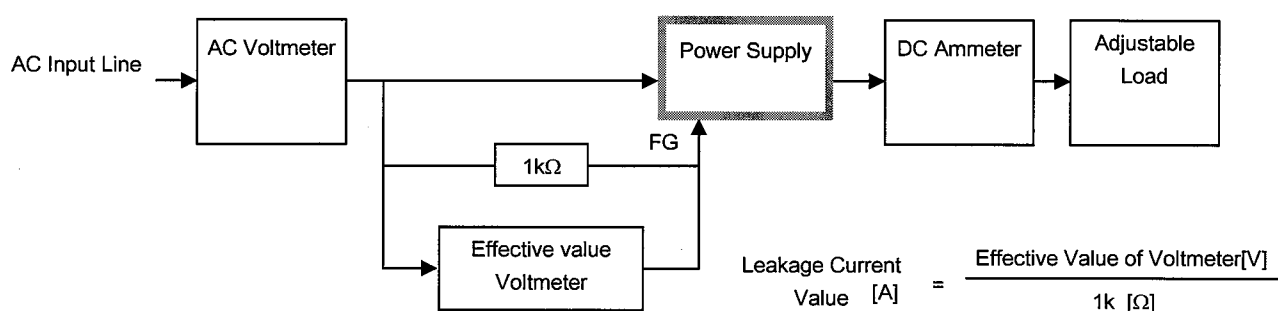 AC Input Line
AC Voltmeter
Power Supply
DC Ammeter
Adjustable
Load
FG
1kΩ
Effective value
Voltmeter
Leakage Current
Value [A]
=
Effective Value of Voltmeter[V]
1k [Ω]